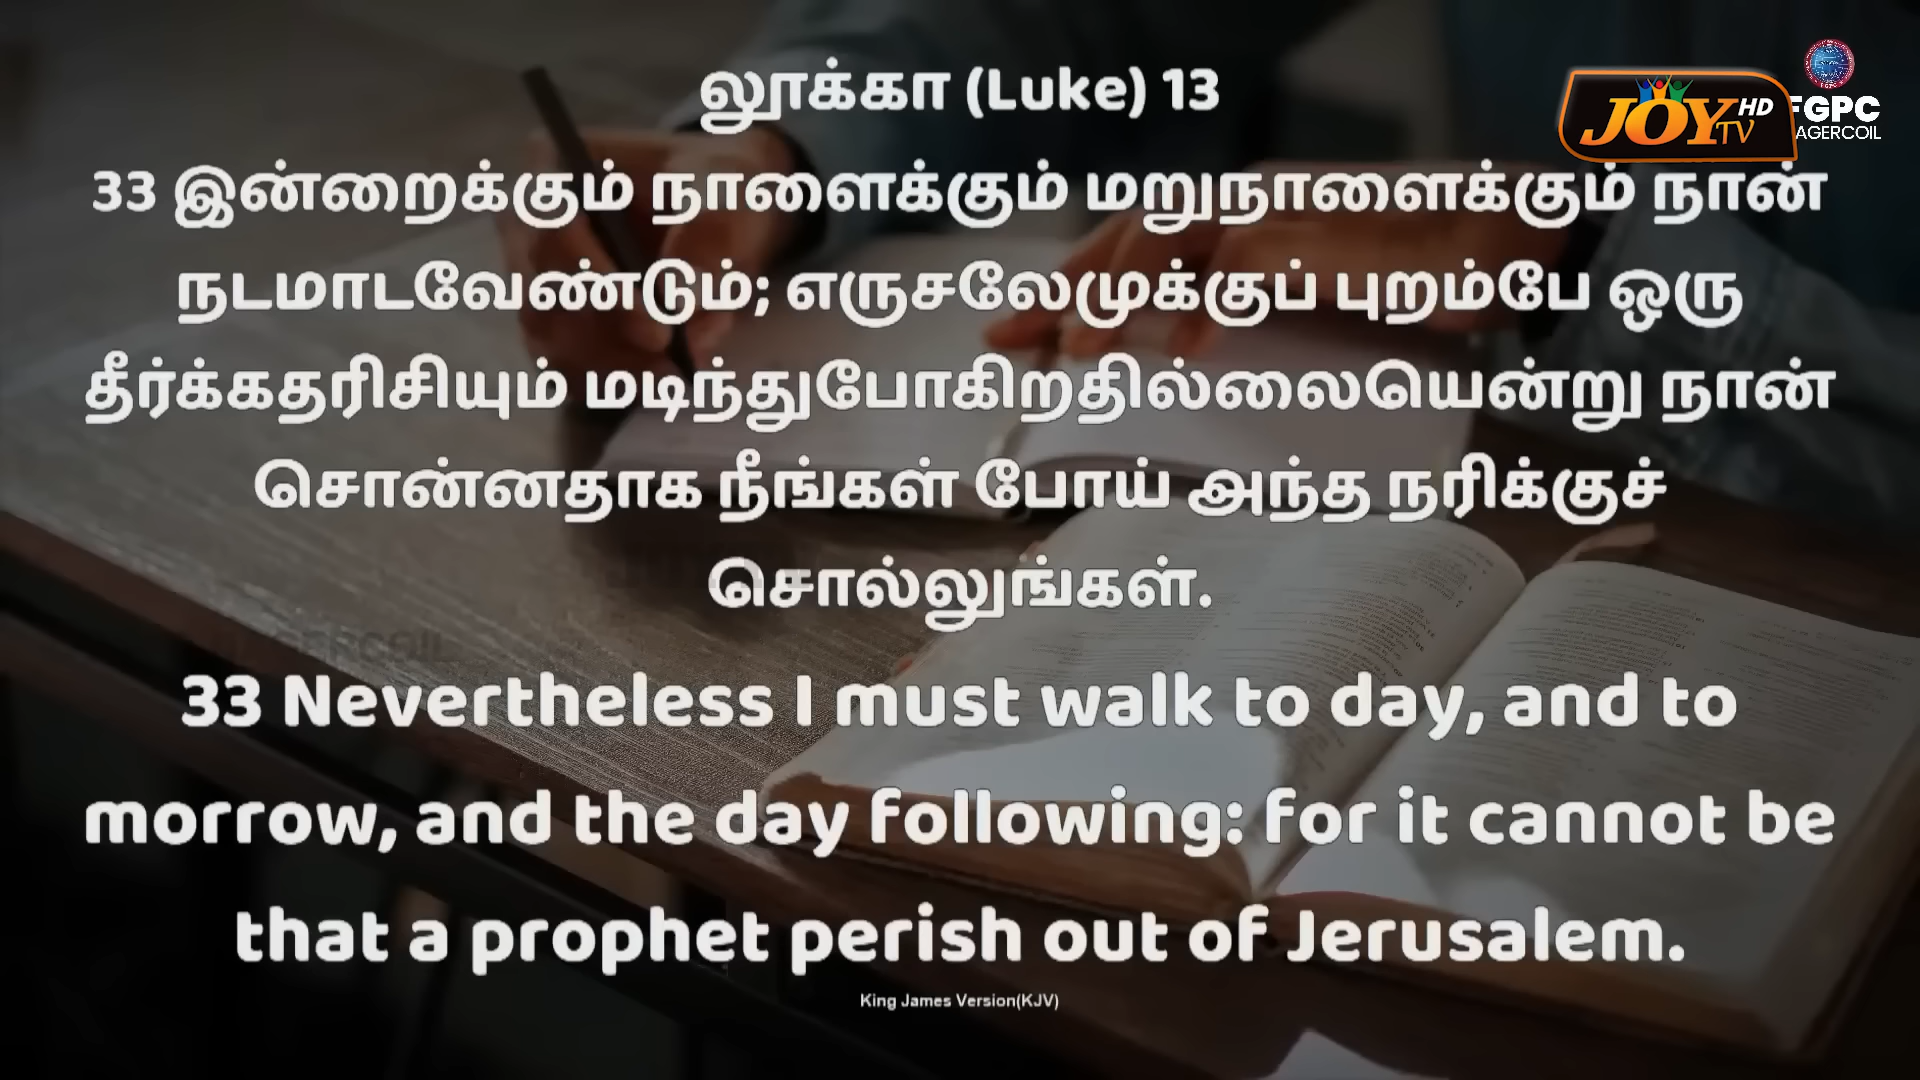 லூக்கா (Luke) 13
JOY TV HD
FGPC
AGERCOIL
33 இன்றைக்கும் நாளைக்கும் மறுநாளைக்கும் நான்
நடமாடவேண்டும்; எருசலேமுக்குப் புறம்பே ஒரு
தீர்க்கதரிசியும் மடிந்துபோகிறதில்லையென்று நான்
சொன்னதாக நீங்கள் போய் அந்த நரிக்குச்
சொல்லுங்கள்.
33 Nevertheless I must walk to day, and to
morrow, and the day following: for it cannot be
that a prophet perish out of Jerusalem.
King James Version(KJV)